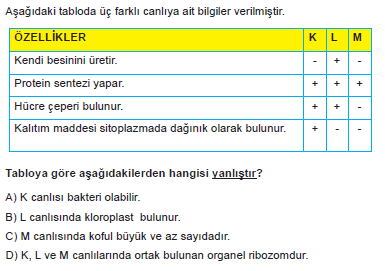 Aşağıdaki tabloda üç farklı canlıya ait bilgiler verilmiştir.
ÖZELLİKLER K L M
Kendi besinini üretir. - + -
Protein sentezi yapar. + + +
Hücre çeperi bulunur. + + -
Kalıtım maddesi sitoplazmada dağınık olarak bulunur. + - -
Tabloya göre aşağıdakilerden hangisi yanlıştır?
A) K canlısı bakteri olabilir.
B) L canlısında kloroplast bulunur.
C) M canlısında koful büyük ve az sayıdadır.
D) K, L ve M canlılarında ortak bulunan organel ribozomdur.